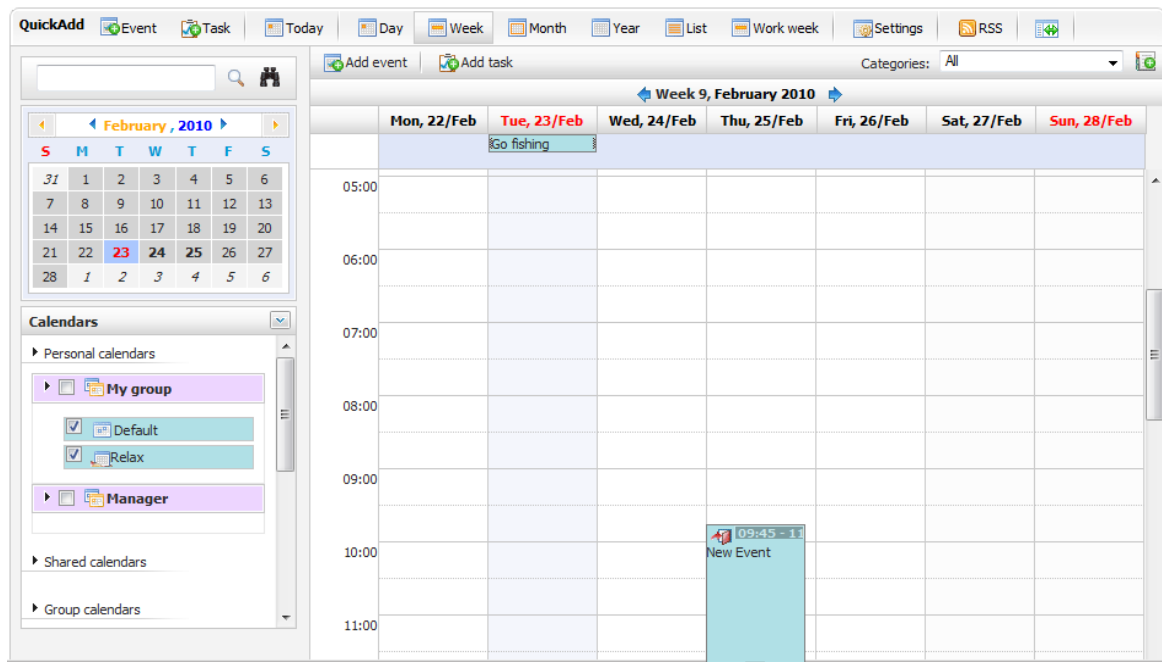 QuickAdd Event Task Today Day Week Month Year List Work week Settings RSS
Add event Add task Categories: All
Week 9, February 2010
Mon, 22/Feb Tue, 23/Feb Wed, 24/Feb Thu, 25/Feb Fri, 26/Feb Sat, 27/Feb Sun, 28/Feb
Go fishing
February , 2010
S M T W T F S
31 1 2 3 4 5 6
7 8 9 10 11 12 13
14 15 16 17 18 19 20
21 22 23 24 25 26 27
28 1 2 3 4 5 6
Calendars
Personal calendars
My group
Default
Relax
Manager
Shared calendars
Group calendars
05:00
06:00
07:00
08:00
09:00
09:45 - 11
New Event
10:00
11:00